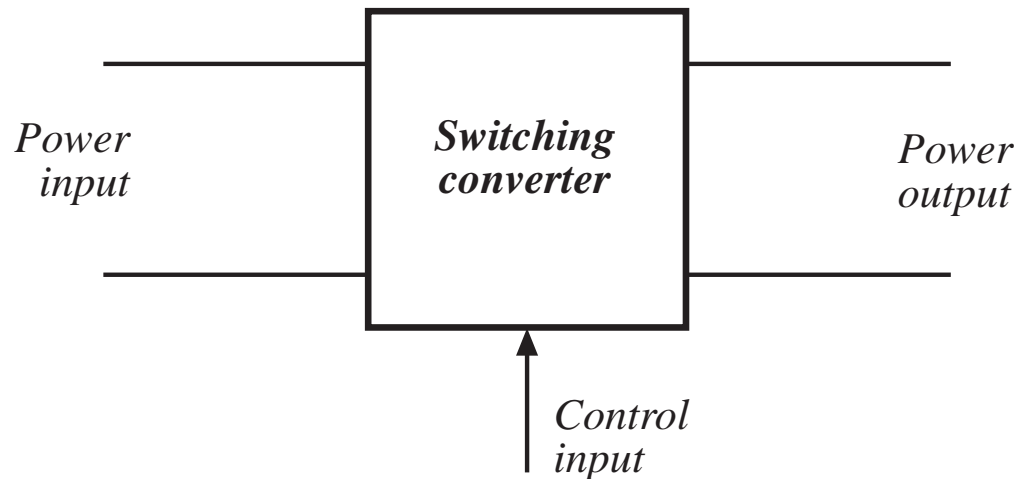 Power
input
Switching
converter
Power
output
Control
input